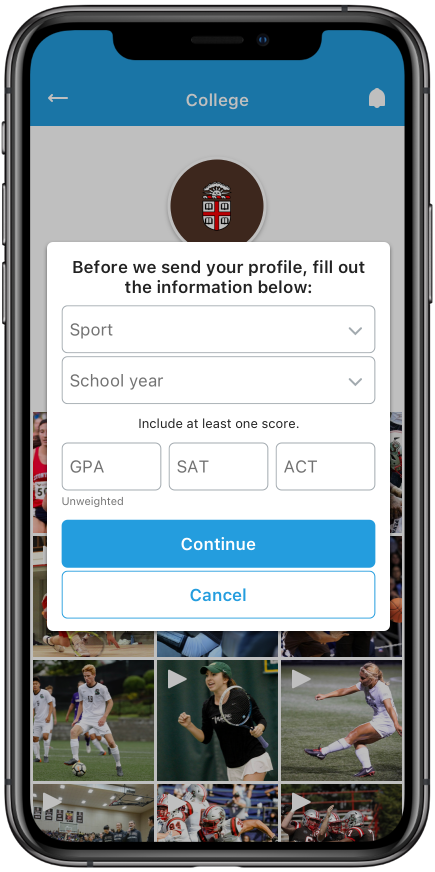 College
Before we send your profile, fill out
the information below:
Sport
School year
Include at least one score.
GPA
SAT
ACT
Unweighted
Continue
Cancel